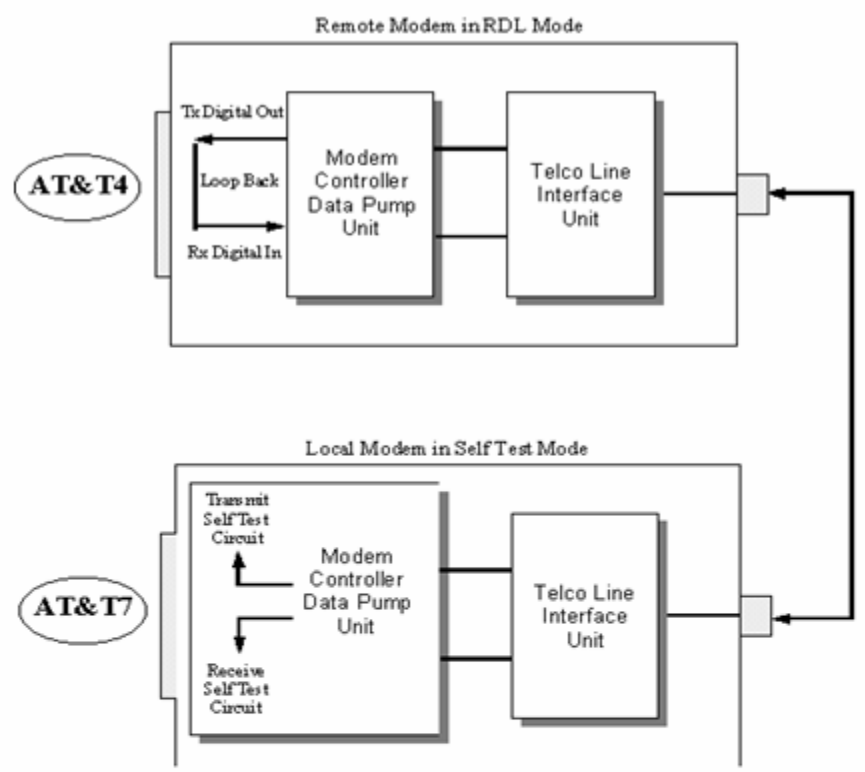 Remote Modem in RDL Mode
Tx Digital Out
Loop Back
Rx Digital In
AT&T4
Modem
Controller
Data Pump
Unit
Telco Line
Interface
Unit
Local Modem in Self Test Mode
Transmit
Self Test
Circuit
Modem
Controller
Data Pump
Unit
Receive
Self Test
Circuit
AT&T7
Telco Line
Interface
Unit